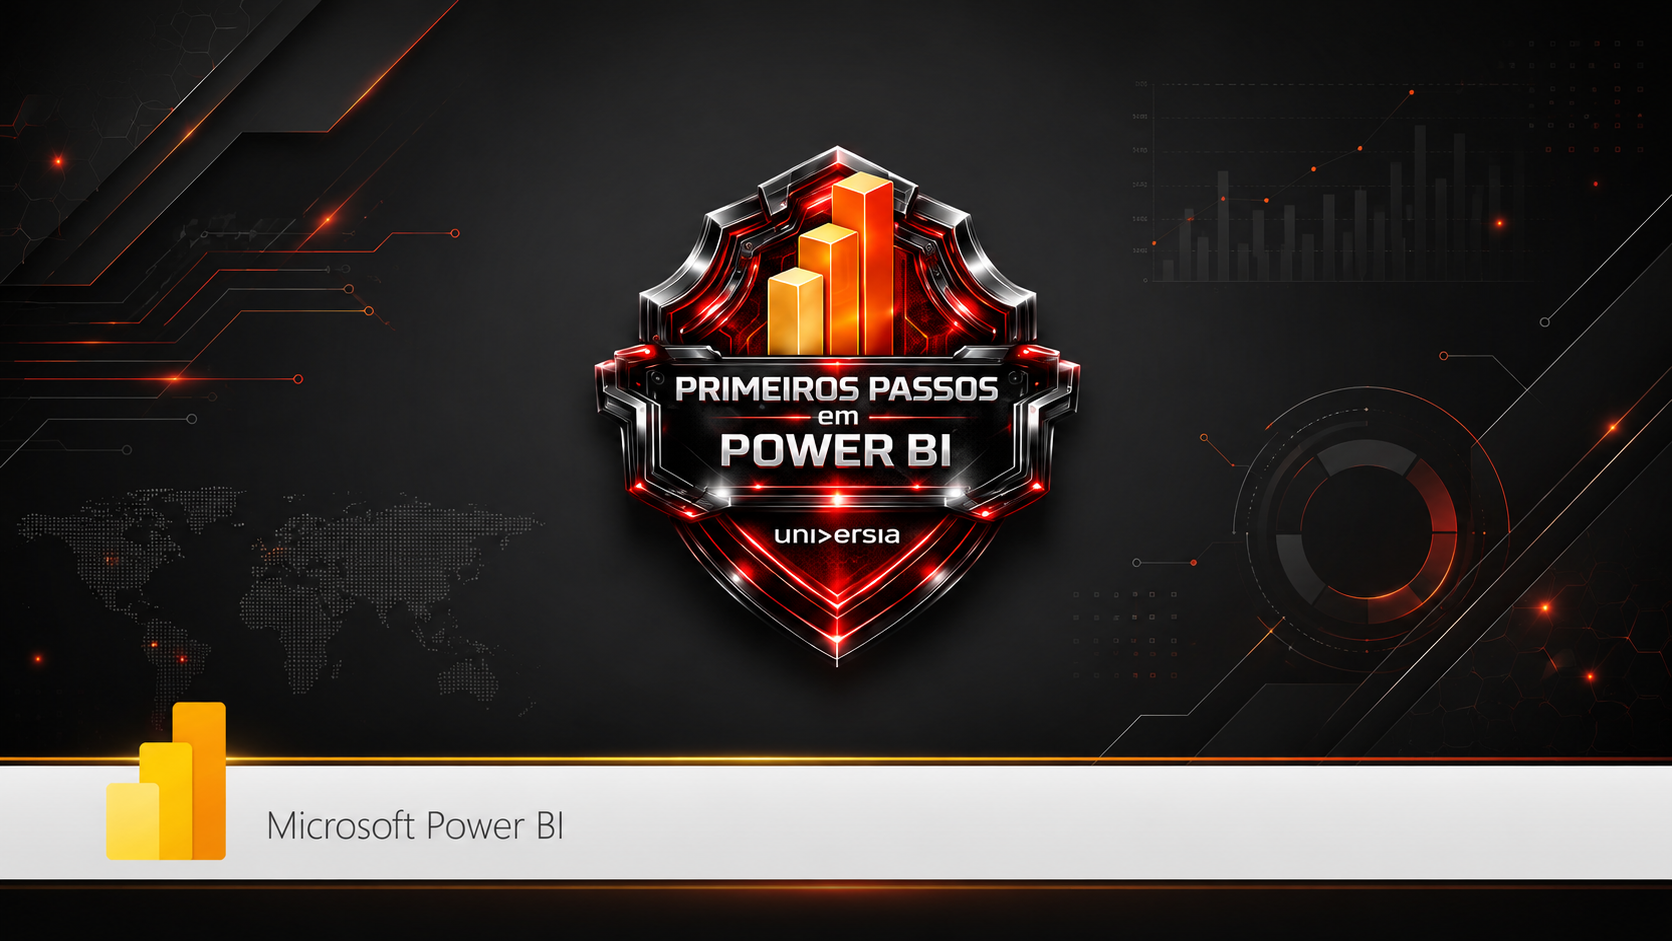 PRIMEIROS PASSOS
em
POWER BI
uni>ersia
Microsoft Power BI